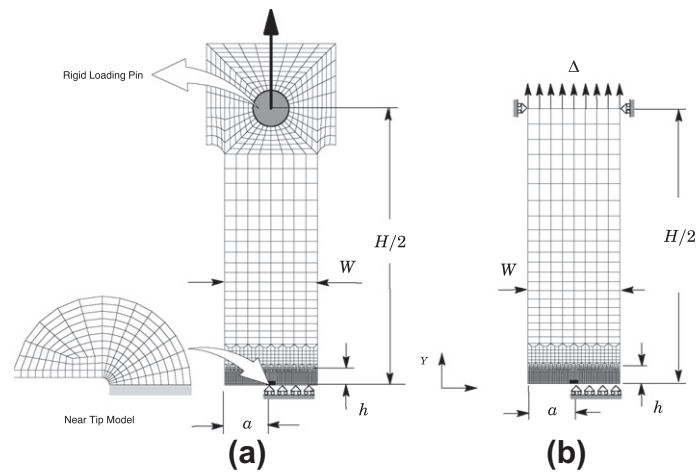 Rigid Loading Pin
H/2
W
Near Tip Model
a
h
(a)
Δ
H/2
W
Y
a
h
(b)